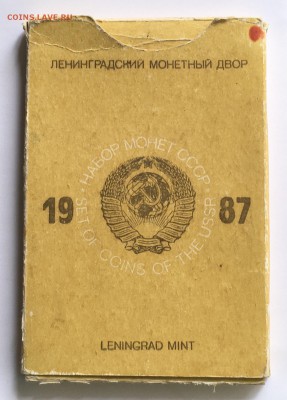 COINS.LAVE.RU
ЛЕНИНГРАДСКИЙ МОНЕТНЫЙ ДВОР
НАБОР МОНЕТ СССР
19 87
SET OF COINS OF THE USSR
LENINGRAD MINT